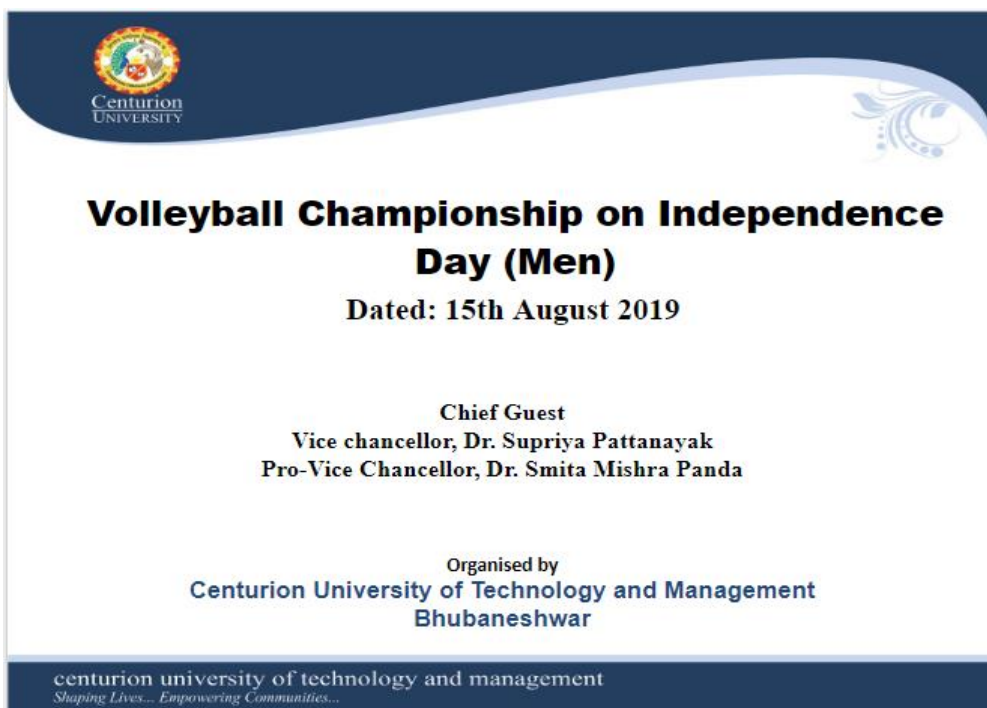 Centurion
UNIVERSITY
Volleyball Championship on Independence
Day (Men)
Dated: 15th August 2019
Chief Guest
Vice chancellor, Dr. Supriya Pattanayak
Pro-Vice Chancellor, Dr. Smita Mishra Panda
Organised by
Centurion University of Technology and Management
Bhubaneshwar
centurion university of technology and management
Shaping Lives... Empowering Communities...